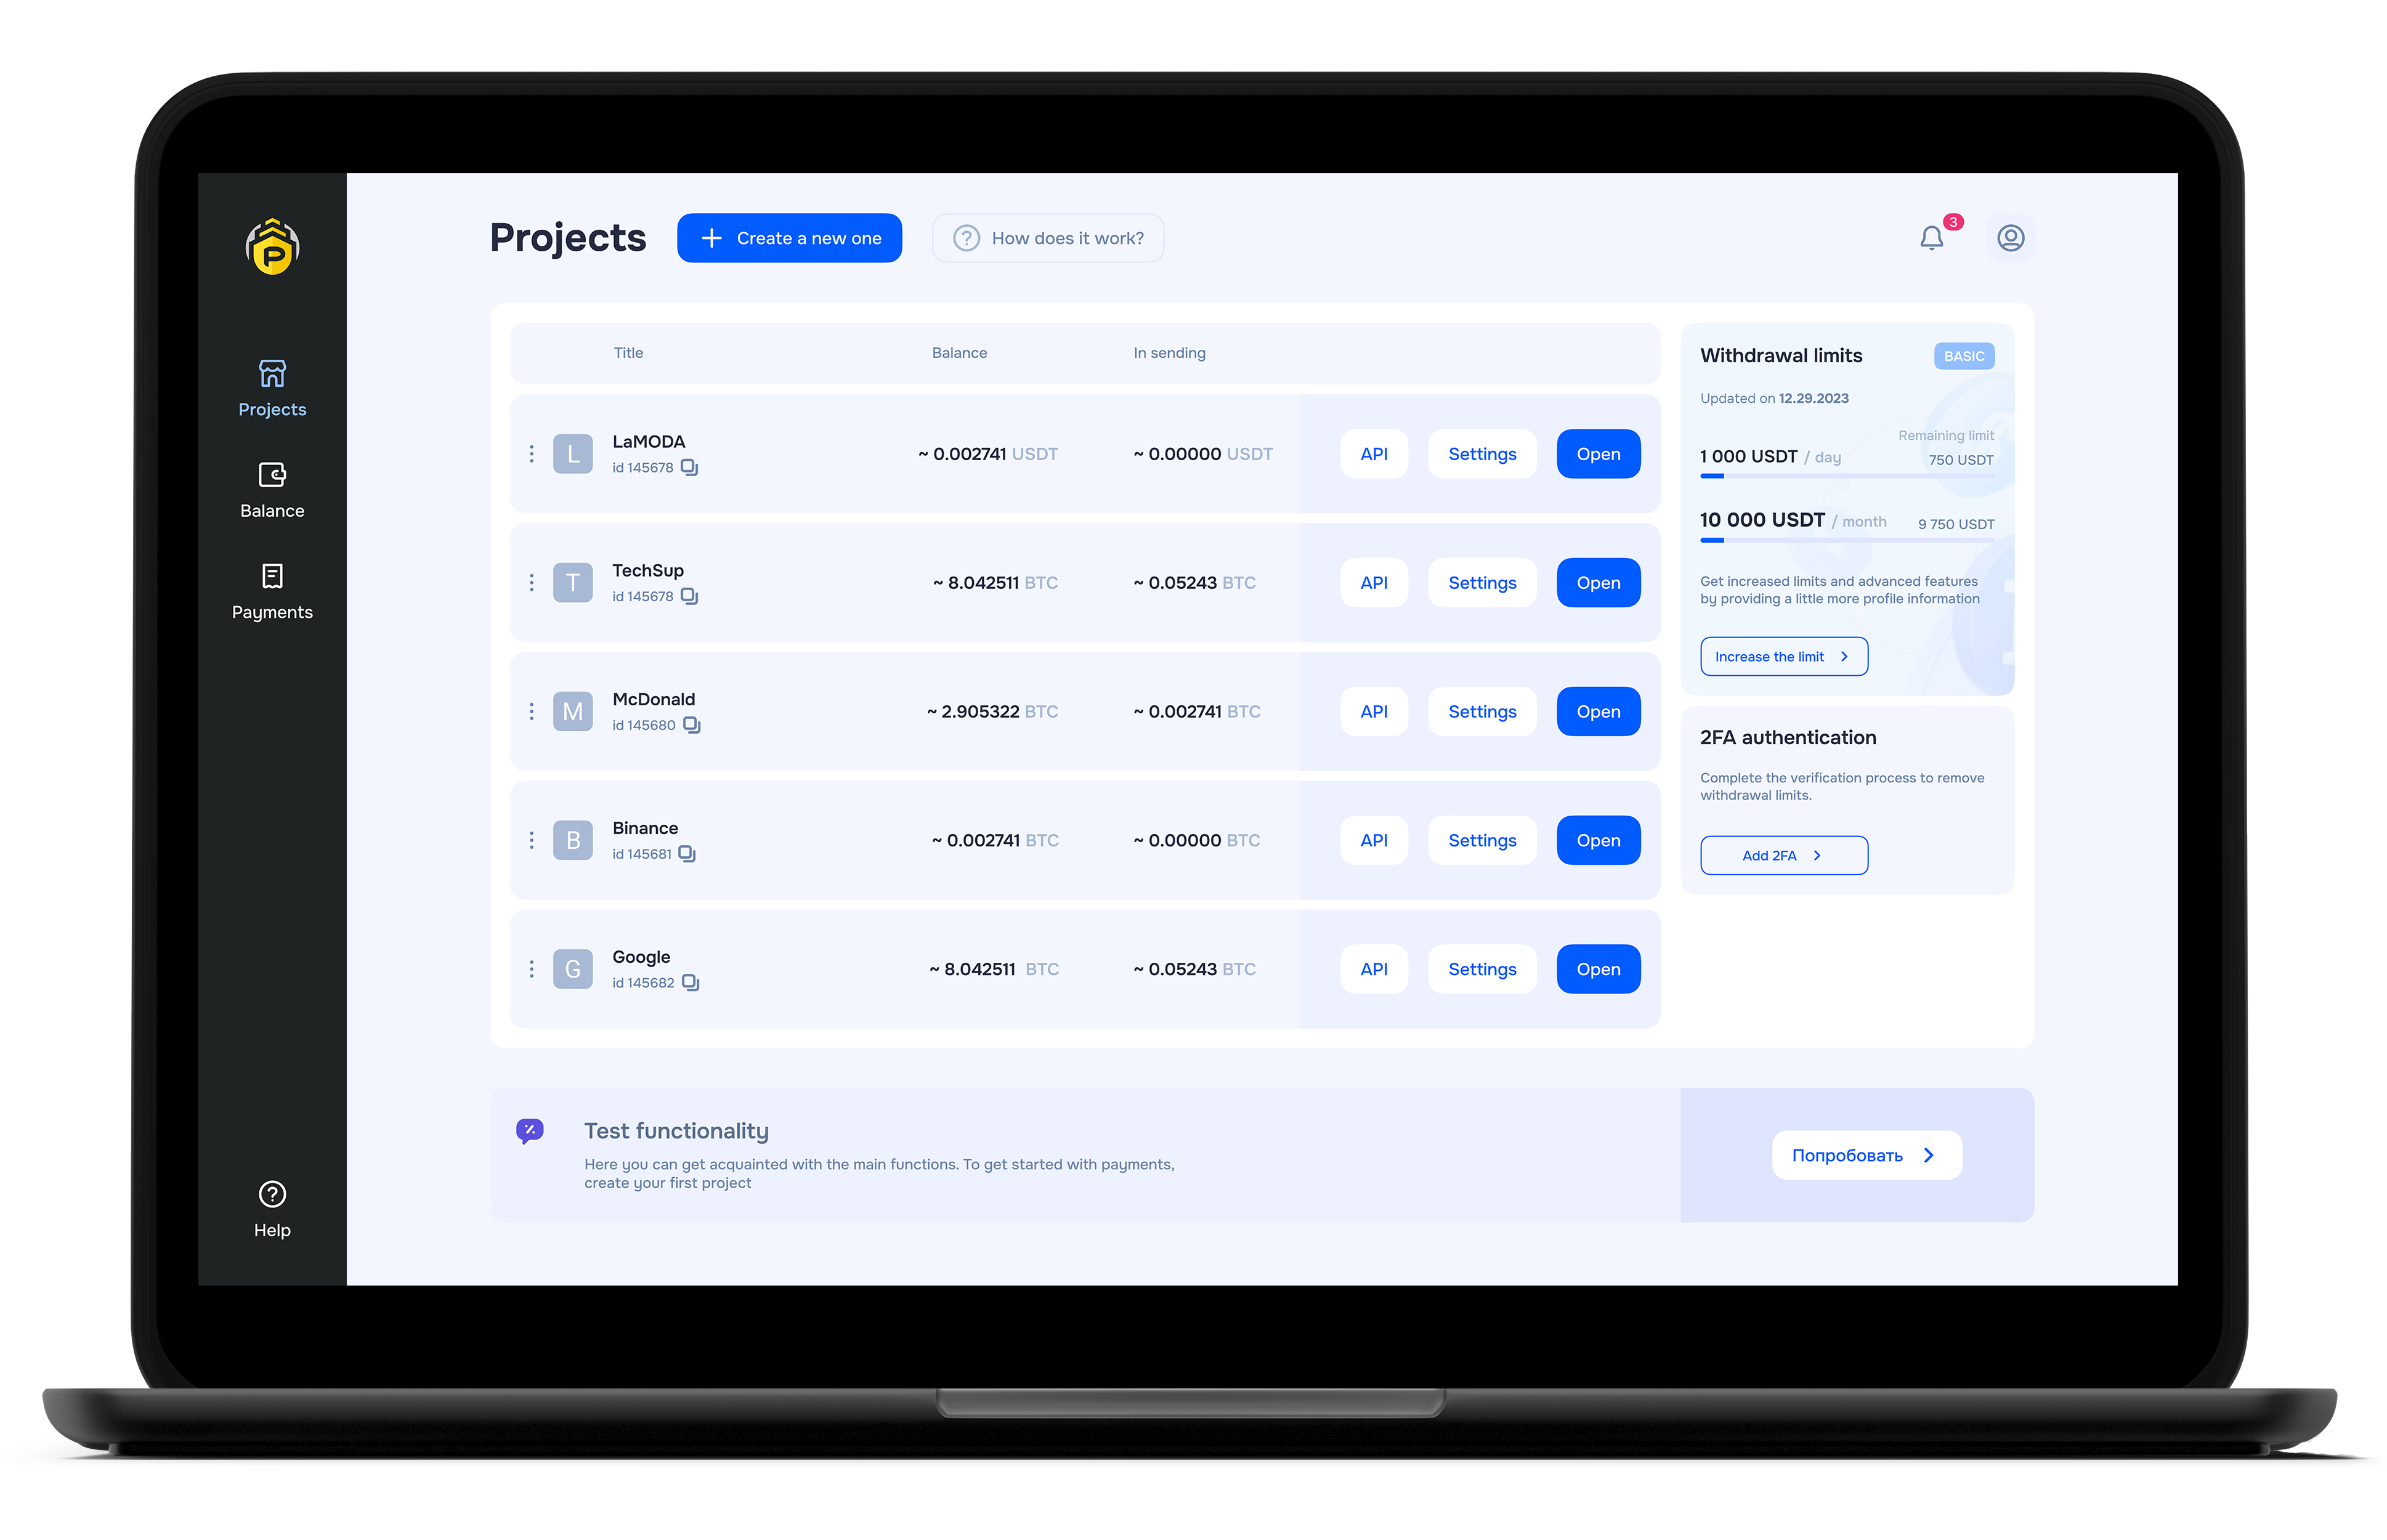 Projects
Create a new one
How does it work?
3
P
Projects
Balance
Payments
Help
Title Balance In sending
L
LaMODA
id 145678
~ 0.002741 USDT
~ 0.00000 USDT
API
Settings
Open
T
TechSup
id 145678
~ 8.042511 BTC
~ 0.05243 BTC
API
Settings
Open
M
McDonald
id 145680
~ 2.905322 BTC
~ 0.002741 BTC
API
Settings
Open
B
Binance
id 145681
~ 0.002741 BTC
~ 0.00000 BTC
API
Settings
Open
G
Google
id 145682
~ 8.042511 BTC
~ 0.05243 BTC
API
Settings
Open
Withdrawal limits
BASIC
Updated on 12.29.2023
Remaining limit
1 000 USDT / day
750 USDT
10 000 USDT / month
9 750 USDT
Get increased limits and advanced features
by providing a little more profile information
Increase the limit
2FA authentication
Complete the verification process to remove
withdrawal limits.
Add 2FA
Test functionality
Here you can get acquainted with the main functions. To get started with payments,
create your first project
Попробовать